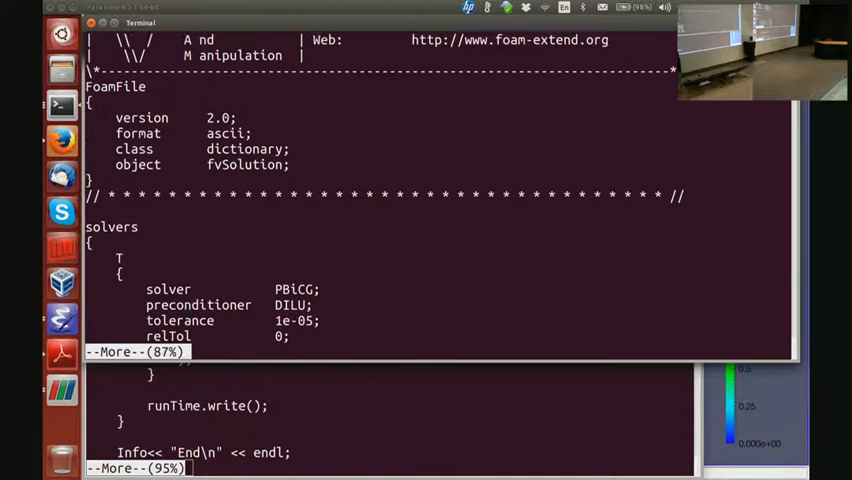 Terminal
(98%)
En
|   \\  /    A nd           | Web:         http://www.foam-extend.org
|    \\/     M anipulation  |
\*---------------------------------------------------------------------------*
FoamFile
{
    version     2.0;
    format      ascii;
    class       dictionary;
    object      fvSolution;
}
// * * * * * * * * * * * * * * * * * * * * * * * * * * * * * * * * * * * * * //
solvers
{
    T
    {
        solver          PBiCG;
        preconditioner  DILU;
        tolerance       1e-05;
        relTol          0;
--More--(87%)
        }
        runTime.write();
    }
    Info<< "End\n" << endl;
--More--(95%)
0.5
0.25
0.000e+00